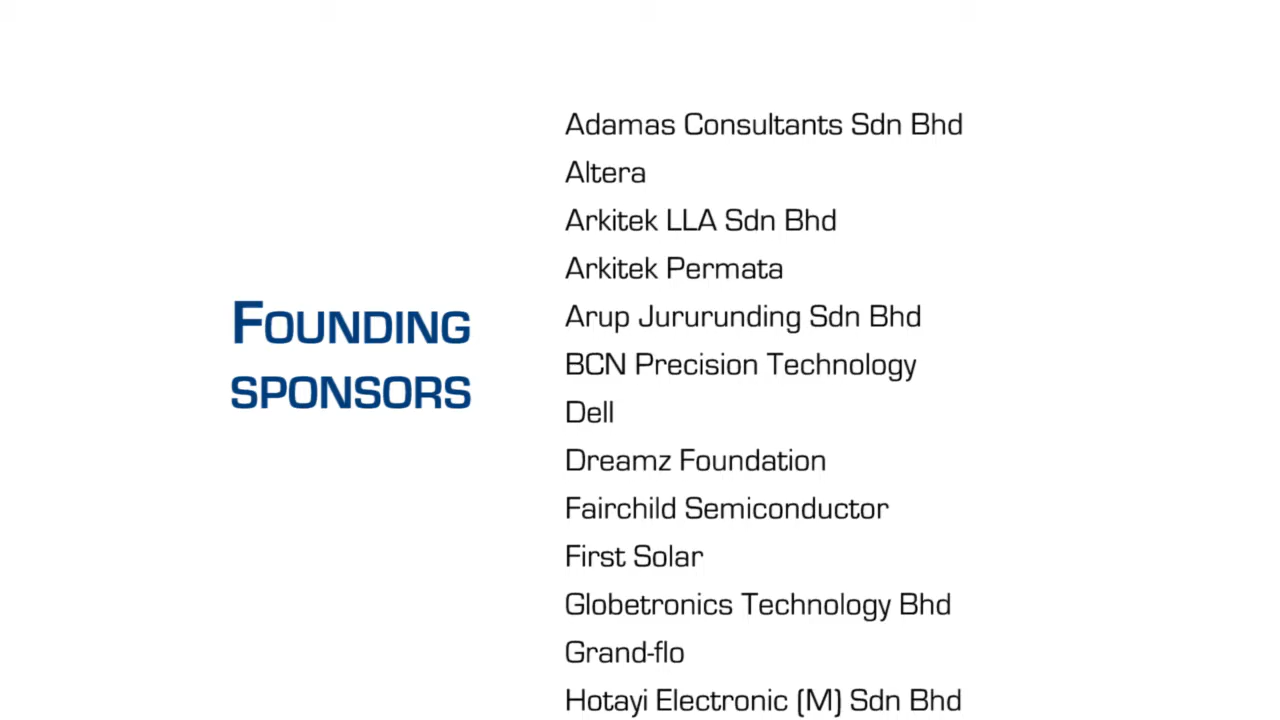 Founding
sponsors
Adamas Consultants Sdn Bhd
Altera
Arkitek LLA Sdn Bhd
Arkitek Permata
Arup Jururunding Sdn Bhd
BCN Precision Technology
Dell
Dreamz Foundation
Fairchild Semiconductor
First Solar
Globetronics Technology Bhd
Grand-flo
Hotayi Electronic (M) Sdn Bhd